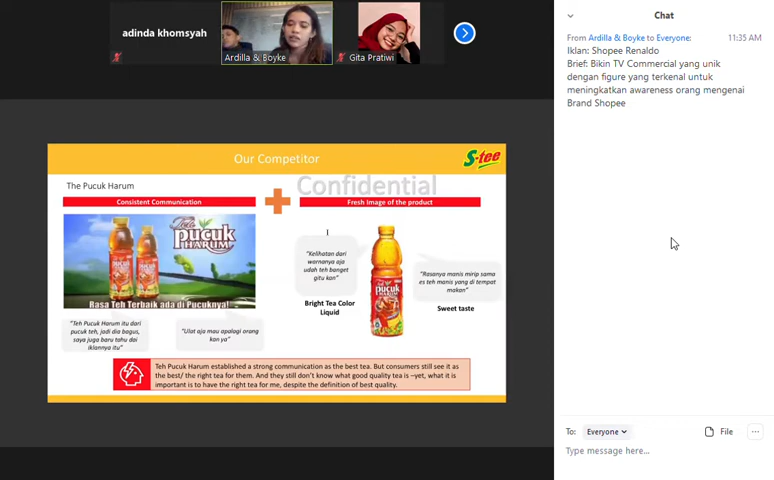 adinda khomsyah
Ardilla & Boyke
Gita Pratiwi
Our Competitor
S-tee
The Pucuk Harum
Confidential
Consistent Communication
Fresh Image of the product
Teh
pucuk
HARUM
Rasa Teh Terbaik ada di Pucuknya!
"Teh Pucuk Harum itu dari
pucuk teh, jadi dia bagus,
saya juga baru tahu dai
iklannya itu"
"Ulat aja mau apalagi orang
kan ya"
"Kelihatan dari
warnanya aja
udah teh banget
gitu kan"
Bright Tea Color
Liquid
pucuk
HARUM
"Rasanya manis mirip sama
es teh manis yang di tempat
makan"
Sweet taste
Teh Pucuk Harum established a strong communication as the best tea. But consumers still see it as
the best/ the right tea for them. And they still don't know what good quality tea is –yet, what it is
important is to have the right tea for me, despite the definition of best quality.
Chat
From Ardilla & Boyke to Everyone:
11:35 AM
Iklan: Shopee Renaldo
Brief: Bikin TV Commercial yang unik
dengan figure yang terkenal untuk
meningkatkan awareness orang mengenai
Brand Shopee
To: Everyone
File
Type message here...